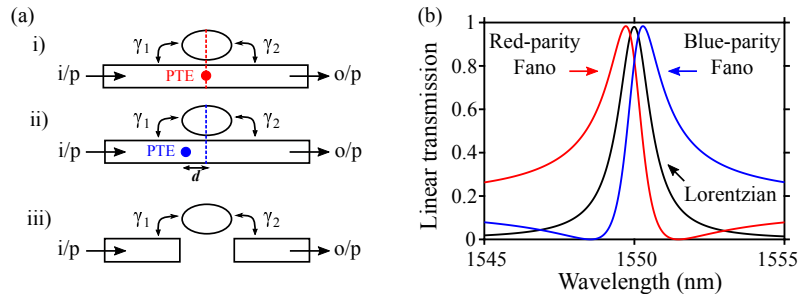 (a)
i)
γ1
γ2
i/p
PTE
o/p
ii)
γ1
γ2
i/p
PTE
o/p
d
iii)
γ1
γ2
i/p
o/p
(b)
Linear transmission
1
0.8
0.6
0.4
0.2
0
Red-parity
Fano
Blue-parity
Fano
Lorentzian
1545
1550
1555
Wavelength (nm)